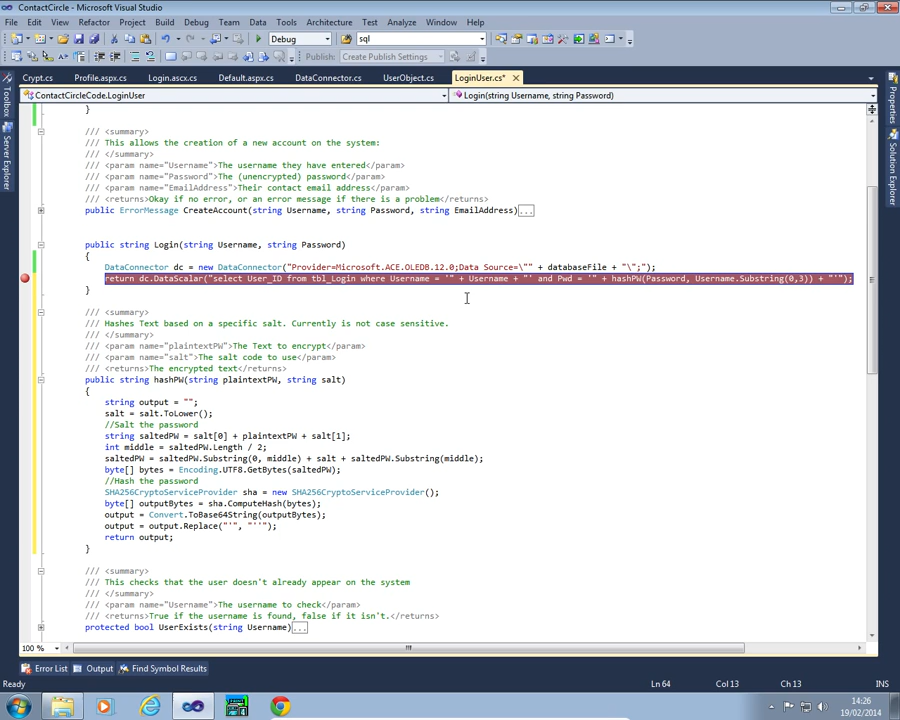 ContactCircle - Microsoft Visual Studio
File Edit View Refactor Project Build Debug Team Data Tools Architecture Test Analyze Window Help
Debug sql
Publish: Create Publish Settings
Crypt.cs Profile.aspx.cs Login.ascx.cs Default.aspx.cs DataConnector.cs UserObject.cs LoginUser.cs*
ContactCircleCode.LoginUser Login(string Username, string Password)
}
/// <summary>
/// This allows the creation of a new account on the system:
/// </summary>
/// <param name="Username">The username they have entered</param>
/// <param name="Password">The (unencrypted) password</param>
/// <param name="EmailAddress">Their contact email address</param>
/// <returns>Okay if no error, or an error message if there is a problem</returns>
public ErrorMessage CreateAccount(string Username, string Password, string EmailAddress)...
public string Login(string Username, string Password)
{
DataConnector dc = new DataConnector("Provider=Microsoft.ACE.OLEDB.12.0;Data Source=\"" + databaseFile + "\";");
return dc.DataScalar("select User_ID from tbl_Login where Username = '" + Username + "' and Pwd = '" + hashPW(Password, Username.Substring(0,3)) + "'");
}
/// <summary>
/// Hashes Text based on a specific salt. Currently is not case sensitive.
/// </summary>
/// <param name="plaintextPW">The Text to encrypt</param>
/// <param name="salt">The salt code to use</param>
/// <returns>The encrypted text</returns>
public string hashPW(string plaintextPW, string salt)
{
string output = "";
salt = salt.ToLower();
//Salt the password
string saltedPW = salt[0] + plaintextPW + salt[1];
int middle = saltedPW.Length / 2;
saltedPW = saltedPW.Substring(0, middle) + salt + saltedPW.Substring(middle);
byte[] bytes = Encoding.UTF8.GetBytes(saltedPW);
//Hash the password
SHA256CryptoServiceProvider sha = new SHA256CryptoServiceProvider();
byte[] outputBytes = sha.ComputeHash(bytes);
output = Convert.ToBase64String(outputBytes);
output = output.Replace("'", "''");
return output;
}
/// <summary>
/// This checks that the user doesn't already appear on the system
/// </summary>
/// <param name="Username">The username to check</param>
/// <returns>True if the username is found, false if it isn't.</returns>
protected bool UserExists(string Username)...
100 %
Error List Output Find Symbol Results
Ready Ln 64 Col 13 Ch 13 INS
14:26
19/02/2014
Toolbox
Server Explorer
Properties
Solution Explorer